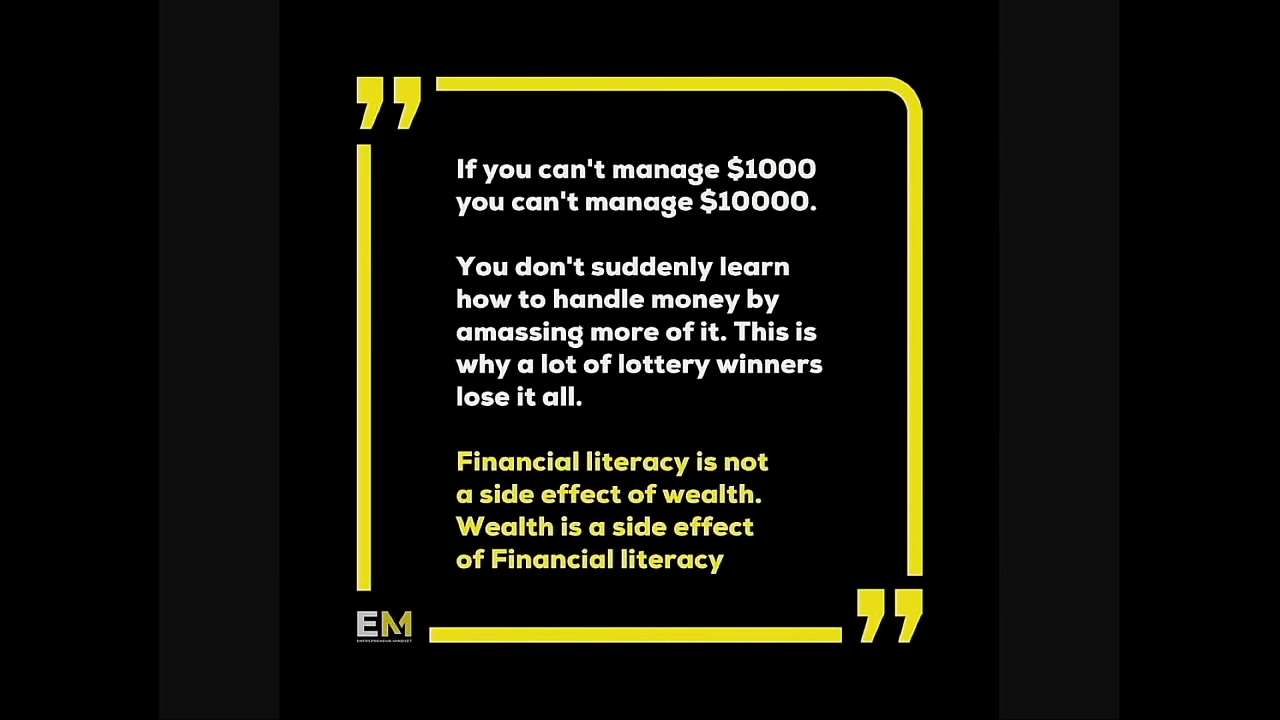 If you can't manage $1000
you can't manage $10000.
You don't suddenly learn
how to handle money by
amassing more of it. This is
why a lot of lottery winners
lose it all.
Financial literacy is not
a side effect of wealth.
Wealth is a side effect
of Financial literacy
EM
ENTREPRENEUR MINDSET